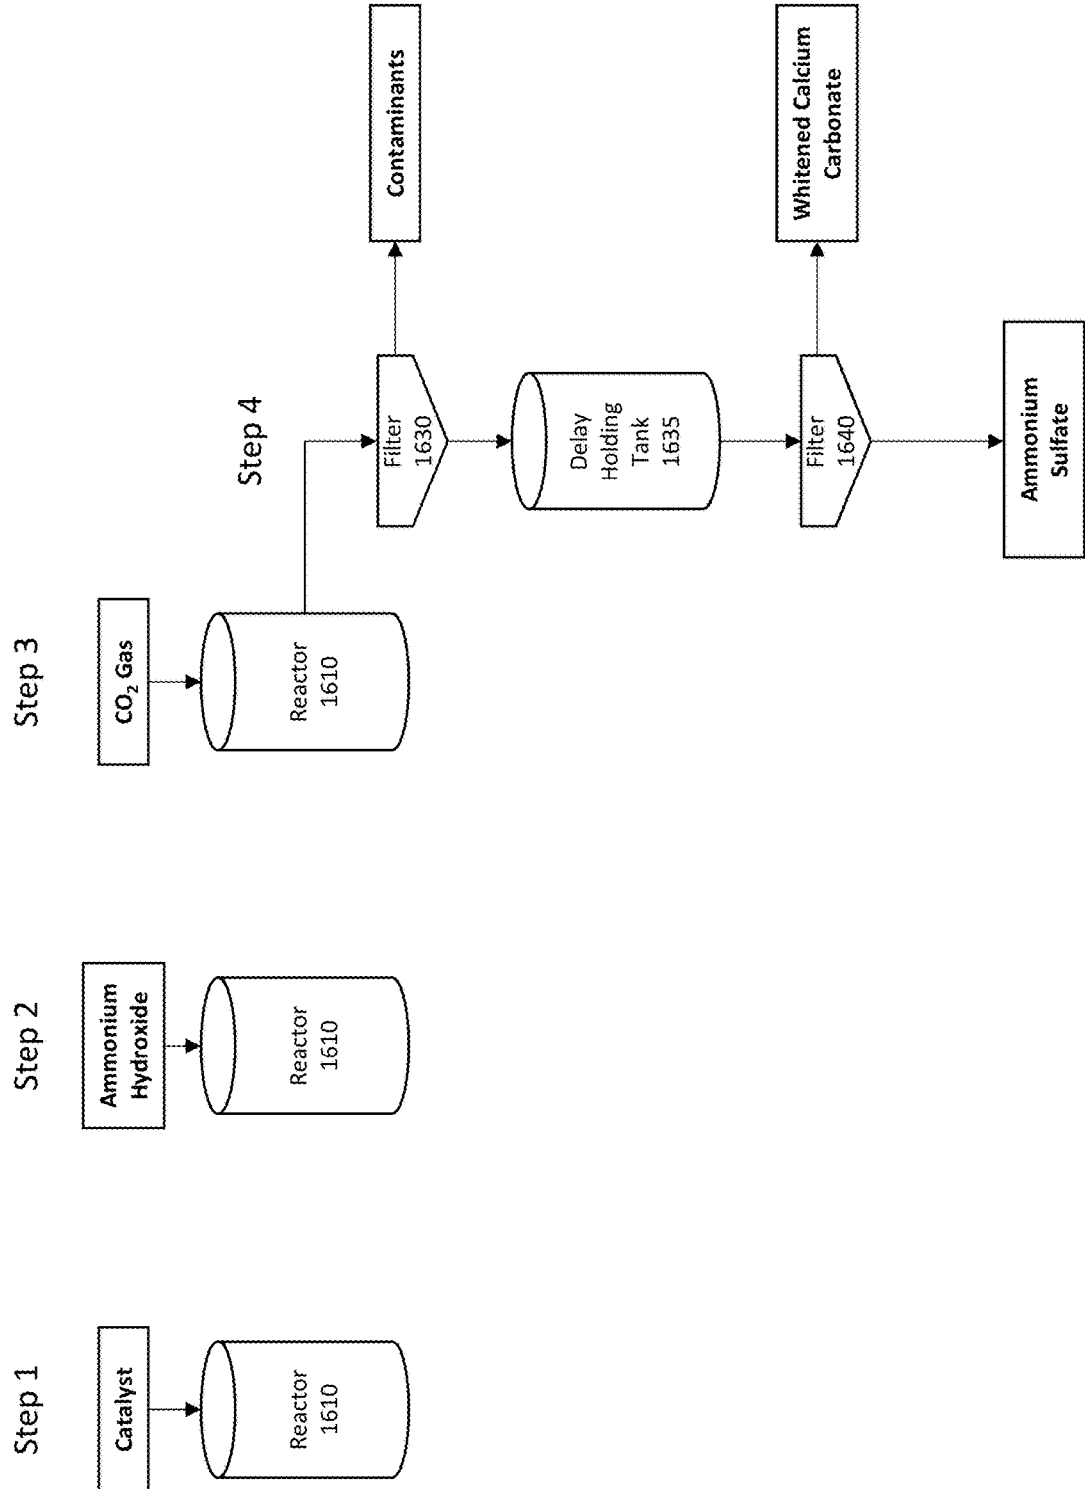 Step 1
Catalyst
Reactor
1610
Step 2
Ammonium
Hydroxide
Reactor
1610
Step 3
CO₂ Gas
Reactor
1610
Step 4
Filter
1630
Contaminants
Delay
Holding
Tank
1635
Filter
1640
Whitened Calcium
Carbonate
Ammonium
Sulfate